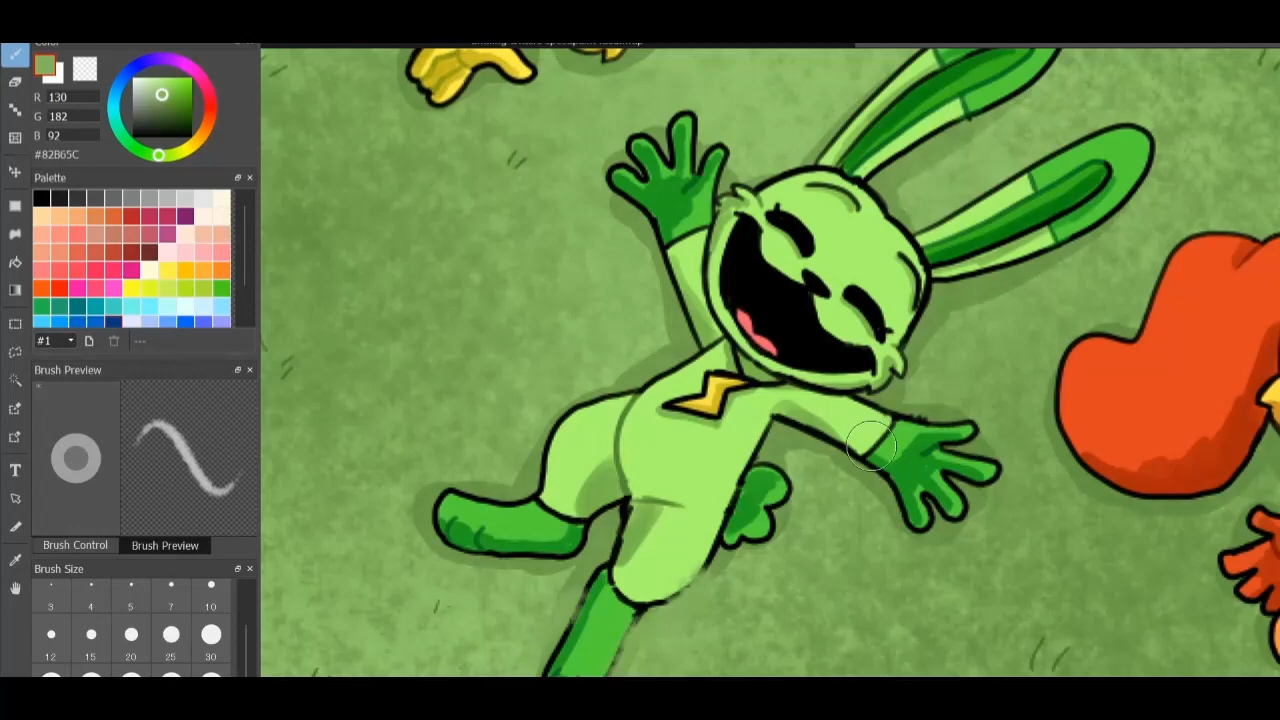 Color
R 130
G 182
B 92
#82B65C
Palette
#1
Brush Preview
Brush Control
Brush Preview
Brush Size
3 4 5 7 10
12 15 20 25 30
T